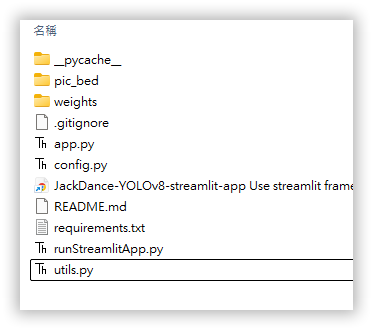 名稱
__pycache__
pic_bed
weights
.gitignore
app.py
config.py
JackDance-YOLOv8-streamlit-app Use streamlit frame
README.md
requirements.txt
runStreamlitApp.py
utils.py